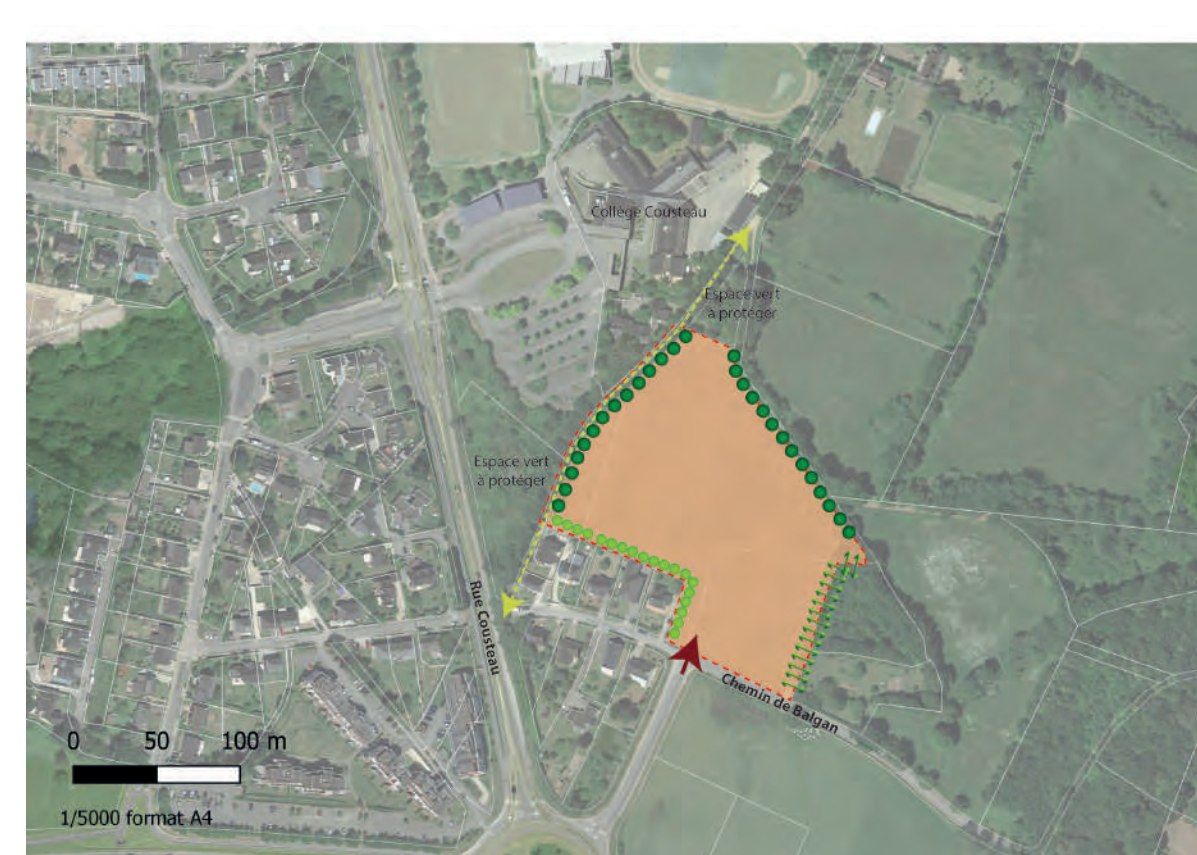 Collège Cousteau
Espace vert
à protéger
Espace vert
à protéger
Rue Cousteau
Chemin de Balgan
0 50 100 m
1/5000 format A4